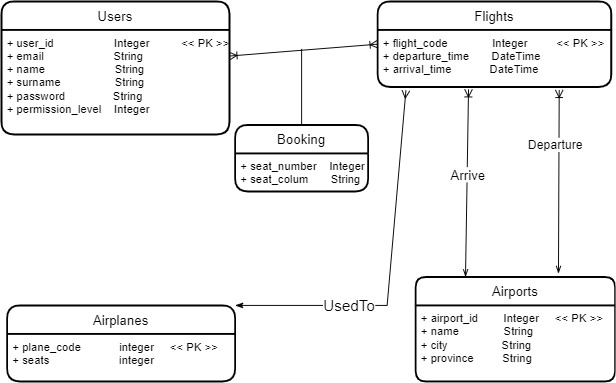 Users
+ user_id Integer << PK >>
+ email String
+ name String
+ surname String
+ password String
+ permission_level Integer
Flights
+ flight_code Integer << PK >>
+ departure_time DateTime
+ arrival_time DateTime
Booking
+ seat_number Integer
+ seat_colum String
Departure
Arrive
UsedTo
Airplanes
+ plane_code integer << PK >>
+ seats integer
Airports
+ airport_id Integer << PK >>
+ name String
+ city String
+ province String